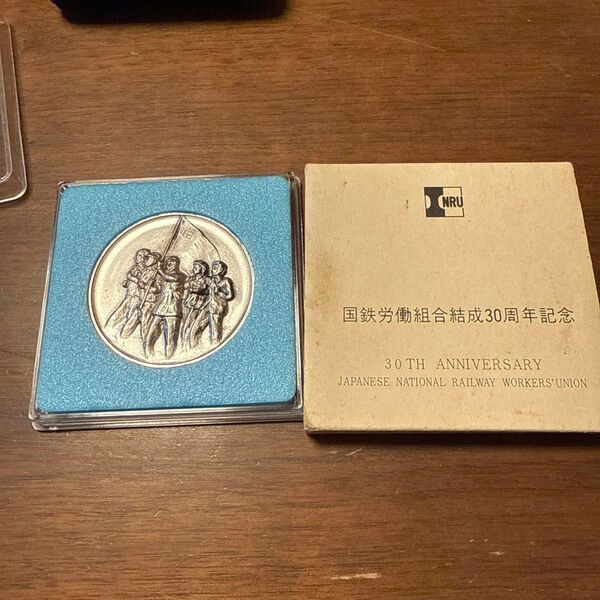 NRU
国鉄労働組合結成30周年記念
30TH ANNIVERSARY
JAPANESE NATIONAL RAILWAY WORKERS'UNION